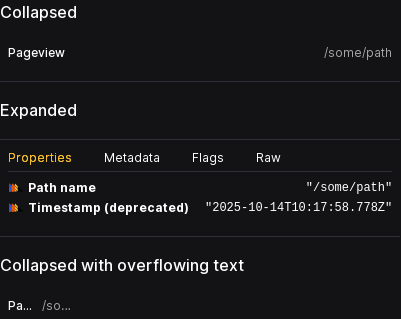 Collapsed
Pageview /some/path
Expanded
Properties Metadata Flags Raw
Path name "/some/path"
Timestamp (deprecated) "2025-10-14T10:17:58.778Z"
Collapsed with overflowing text
Pa... /so...